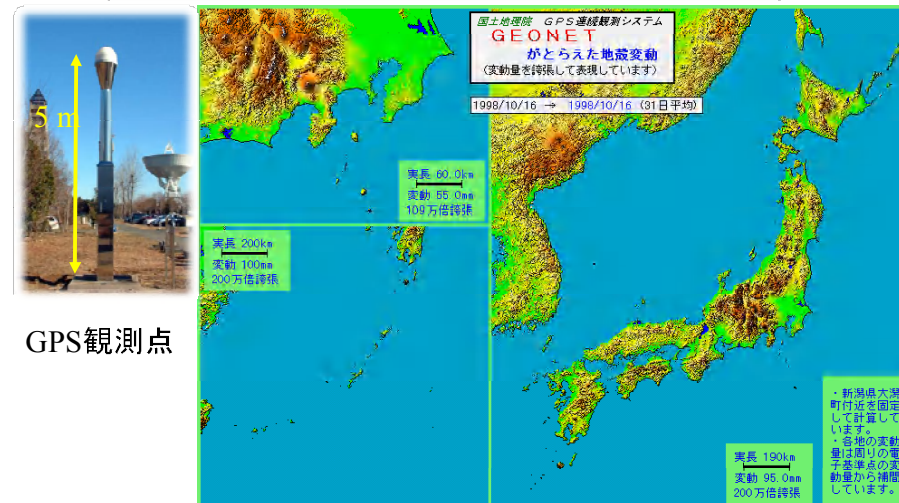 5 m
GPS観測点
国土地理院 GPS連続観測システム
GEONET
がとらえた地殻変動
(変動量を誇張して表現しています)
1998/10/16 → 1998/10/16 (31日平均)
実長 60.0km
変動 55.0mm
109万倍誇張
実長 200km
変動 100mm
200万倍誇張
実長 190km
変動 95.0mm
200万倍誇張
・新潟県大潟
町付近を固定
して計算して
います。
・各地の変動
量は周りの電
子基準点の変
動量から補間
しています。